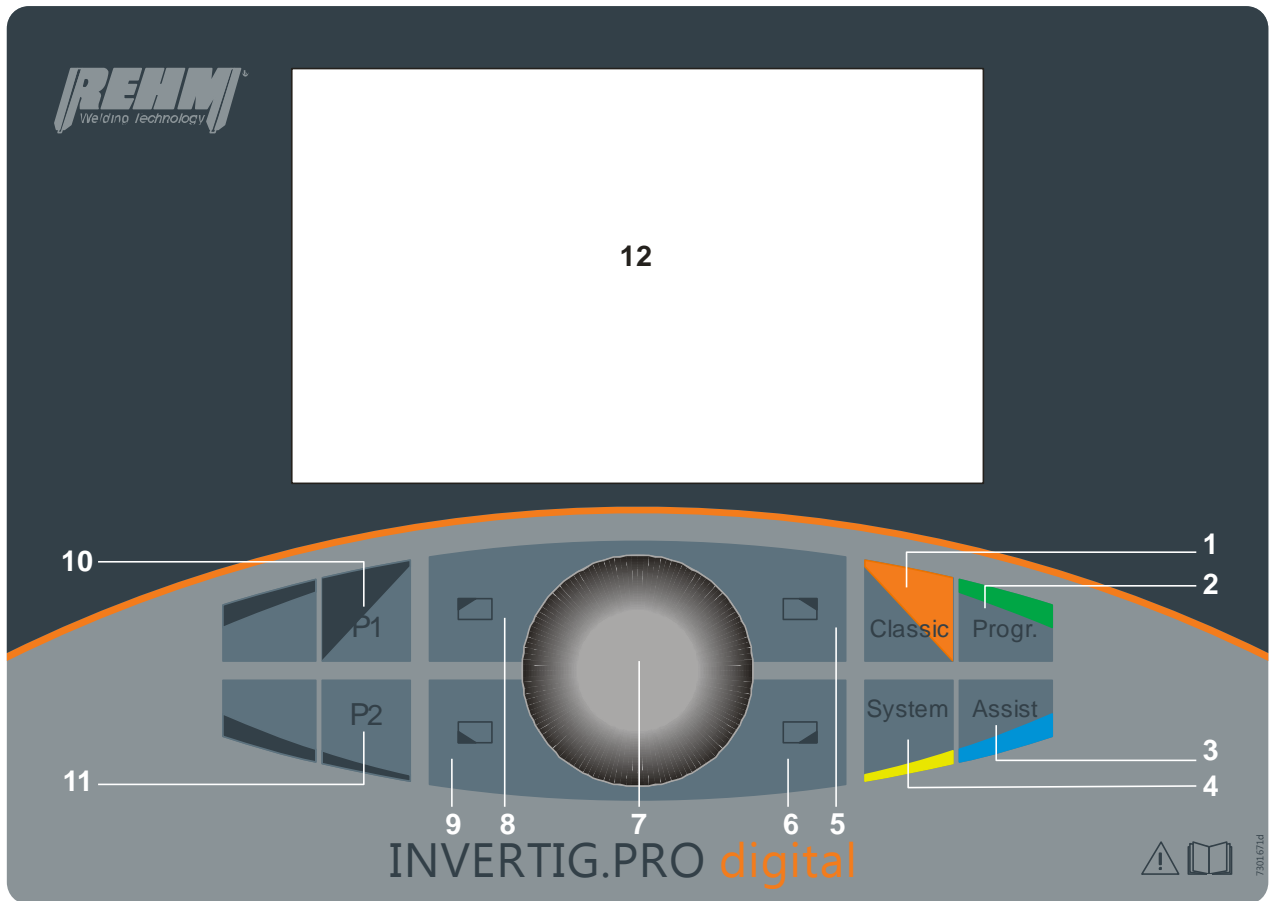 REHM
Welding Technology
12
10
1
2
P1
Classic
Progr.
P2
System
Assist
11
3
4
9
8
7
6
5
INVERTIG.PRO digital
7301671d